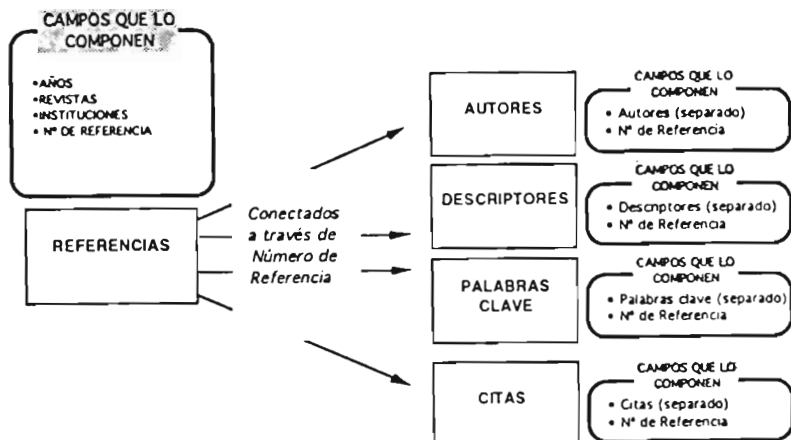 CAMPOS QUE LO
COMPONEN
•AÑOS
•REVISTAS
•INSTITUCIONES
• Nº DE REFERENCIA
REFERENCIAS
Conectados
a través de
Número de
Referencia
AUTORES
CAMPOS QUE LO
COMPONEN
• Autores (separado)
• Nº de Referencia
DESCRIPTORES
CAMPOS QUE LO
COMPONEN
• Descriptores (separado)
• Nº de Referencia
PALABRAS
CLAVE
CAMPOS QUE LO
COMPONEN
• Palabras clave (separado)
• Nº de Referencia
CITAS
CAMPOS QUE LO
COMPONEN
• Citas (separado)
• Nº de Referencia